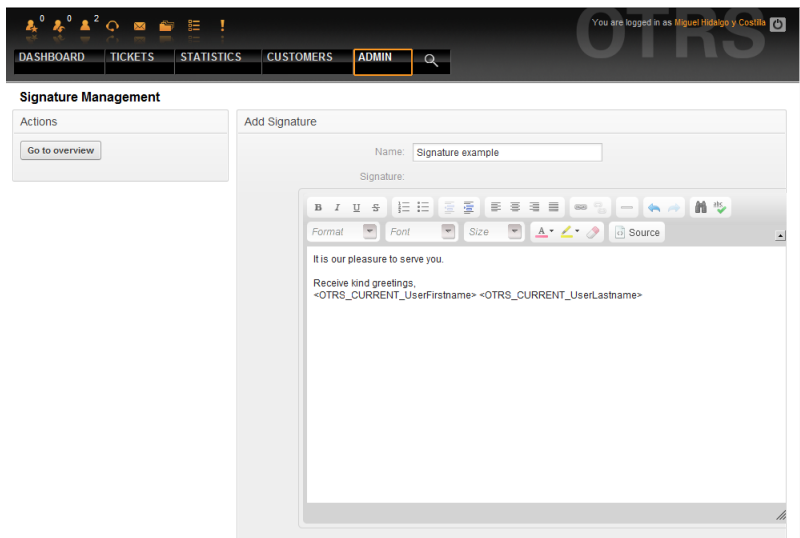 0 0 2
OTRS
You are logged in as Miguel Hidalgo y Costilla
DASHBOARD TICKETS STATISTICS CUSTOMERS ADMIN
Signature Management
Actions
Go to overview
Add Signature
Name: Signature example
Signature:
B I U S
Format Font Size A Source
It is our pleasure to serve you.
Receive kind greetings,
<OTRS_CURRENT_UserFirstname> <OTRS_CURRENT_UserLastname>